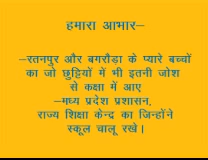 हमारा आभार–
–रतनपुर और बगरौड़ा के प्यारे बच्चों
का जो छुट्टियों में भी इतनी जोश
से कक्षा में आए
–मध्य प्रदेश प्रशासन,
राज्य शिक्षा केन्द्र का जिन्होंने
स्कूल चालू रखे।